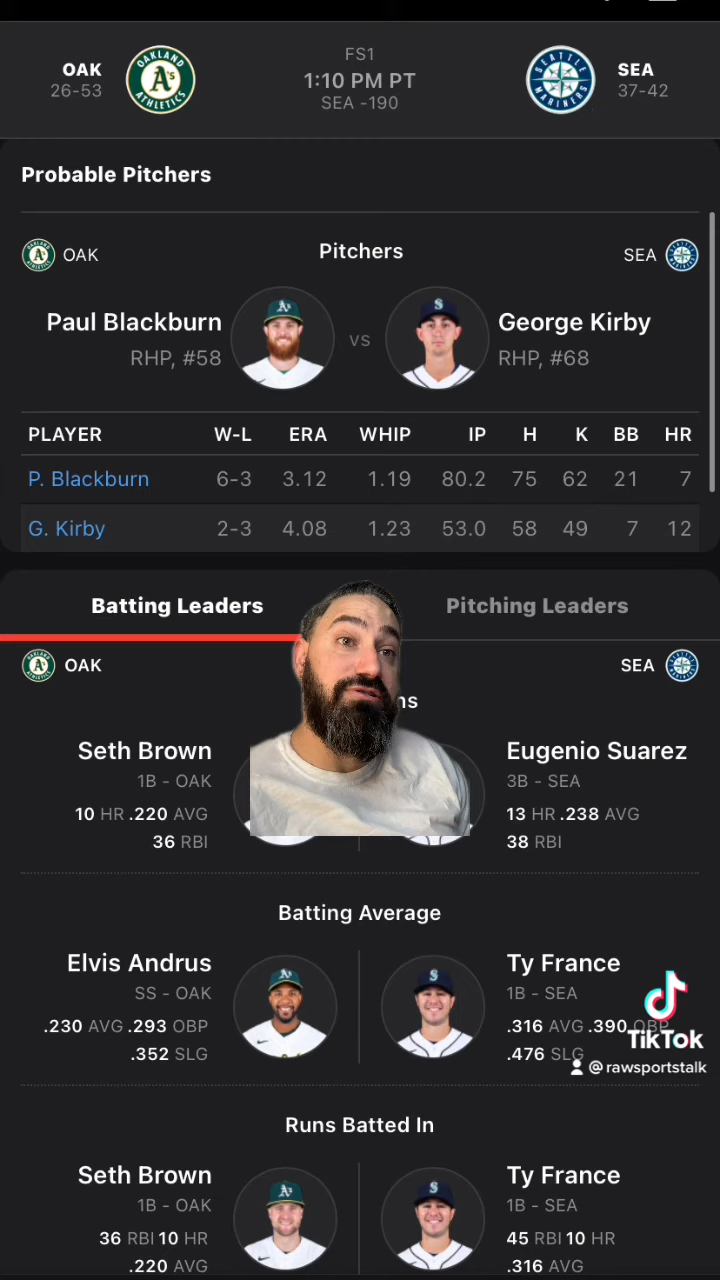 OAK
26-53
FS1
1:10 PM PT
SEA -190
SEA
37-42
Probable Pitchers
OAK
Pitchers
SEA
Paul Blackburn
RHP, #58
vs
George Kirby
RHP, #68
PLAYER W-L ERA WHIP IP H K BB HR
P. Blackburn 6-3 3.12 1.19 80.2 75 62 21 7
G. Kirby 2-3 4.08 1.23 53.0 58 49 7 12
Batting Leaders
Pitching Leaders
OAK
SEA
ns
Seth Brown
1B - OAK
10 HR .220 AVG
36 RBI
Eugenio Suarez
3B - SEA
13 HR .238 AVG
38 RBI
Batting Average
Elvis Andrus
SS - OAK
.230 AVG .293 OBP
.352 SLG
Ty France
1B - SEA
.316 AVG .390 OBP
.476 SLG
TikTok
@rawsportstalk
Runs Batted In
Seth Brown
1B - OAK
36 RBI 10 HR
.220 AVG
Ty France
1B - SEA
45 RBI 10 HR
.316 AVG